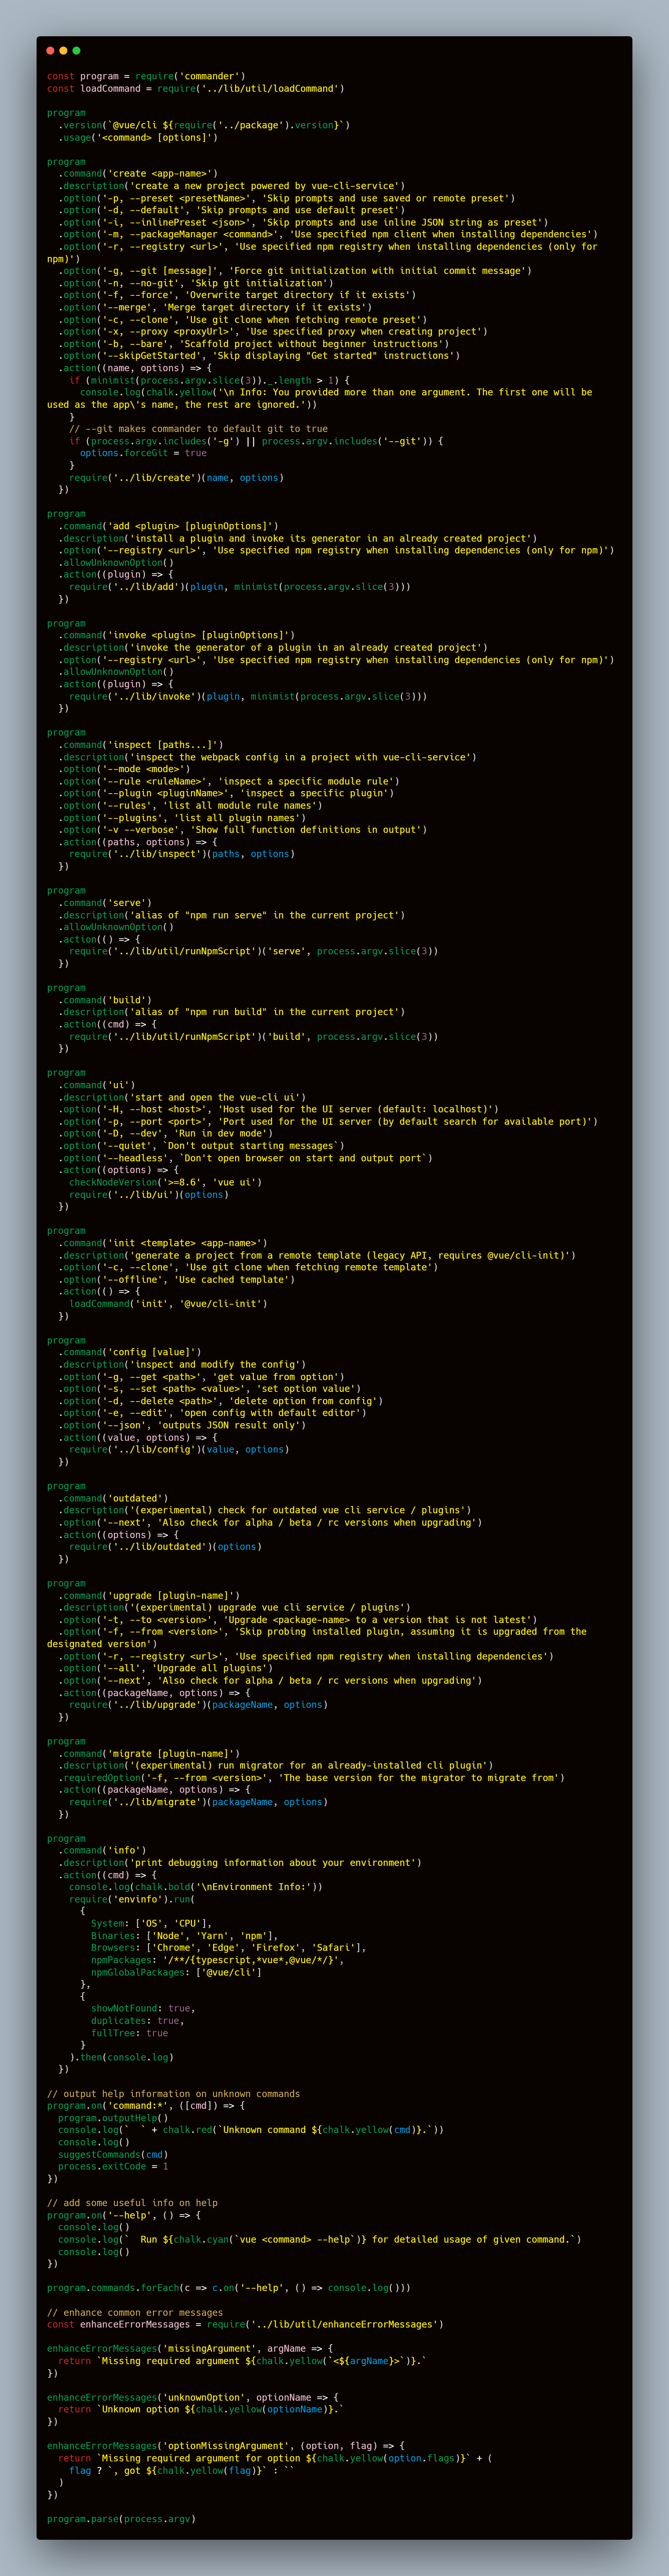 const program = require('commander')
const loadCommand = require('../lib/util/loadCommand')

program
  .version(`@vue/cli ${require('../package').version}`)
  .usage('<command> [options]')

program
  .command('create <app-name>')
  .description('create a new project powered by vue-cli-service')
  .option('-p, --preset <presetName>', 'Skip prompts and use saved or remote preset')
  .option('-d, --default', 'Skip prompts and use default preset')
  .option('-i, --inlinePreset <json>', 'Skip prompts and use inline JSON string as preset')
  .option('-m, --packageManager <command>', 'Use specified npm client when installing dependencies')
  .option('-r, --registry <url>', 'Use specified npm registry when installing dependencies (only for
npm)')
  .option('-g, --git [message]', 'Force git initialization with initial commit message')
  .option('-n, --no-git', 'Skip git initialization')
  .option('-f, --force', 'Overwrite target directory if it exists')
  .option('--merge', 'Merge target directory if it exists')
  .option('-c, --clone', 'Use git clone when fetching remote preset')
  .option('-x, --proxy <proxyUrl>', 'Use specified proxy when creating project')
  .option('-b, --bare', 'Scaffold project without beginner instructions')
  .option('--skipGetStarted', 'Skip displaying "Get started" instructions')
  .action((name, options) => {
    if (minimist(process.argv.slice(3))._.length > 1) {
      console.log(chalk.yellow('\n Info: You provided more than one argument. The first one will be
used as the app\'s name, the rest are ignored.'))
    }
    // --git makes commander to default git to true
    if (process.argv.includes('-g') || process.argv.includes('--git')) {
      options.forceGit = true
    }
    require('../lib/create')(name, options)
  })

program
  .command('add <plugin> [pluginOptions]')
  .description('install a plugin and invoke its generator in an already created project')
  .option('--registry <url>', 'Use specified npm registry when installing dependencies (only for npm)')
  .allowUnknownOption()
  .action((plugin) => {
    require('../lib/add')(plugin, minimist(process.argv.slice(3)))
  })

program
  .command('invoke <plugin> [pluginOptions]')
  .description('invoke the generator of a plugin in an already created project')
  .option('--registry <url>', 'Use specified npm registry when installing dependencies (only for npm)')
  .allowUnknownOption()
  .action((plugin) => {
    require('../lib/invoke')(plugin, minimist(process.argv.slice(3)))
  })

program
  .command('inspect [paths...]')
  .description('inspect the webpack config in a project with vue-cli-service')
  .option('--mode <mode>')
  .option('--rule <ruleName>', 'inspect a specific module rule')
  .option('--plugin <pluginName>', 'inspect a specific plugin')
  .option('--rules', 'list all module rule names')
  .option('--plugins', 'list all plugin names')
  .option('-v --verbose', 'Show full function definitions in output')
  .action((paths, options) => {
    require('../lib/inspect')(paths, options)
  })

program
  .command('serve')
  .description('alias of "npm run serve" in the current project')
  .allowUnknownOption()
  .action(() => {
    require('../lib/util/runNpmScript')('serve', process.argv.slice(3))
  })

program
  .command('build')
  .description('alias of "npm run build" in the current project')
  .action((cmd) => {
    require('../lib/util/runNpmScript')('build', process.argv.slice(3))
  })

program
  .command('ui')
  .description('start and open the vue-cli ui')
  .option('-H, --host <host>', 'Host used for the UI server (default: localhost)')
  .option('-p, --port <port>', 'Port used for the UI server (by default search for available port)')
  .option('-D, --dev', 'Run in dev mode')
  .option('--quiet', `Don't output starting messages`)
  .option('--headless', `Don't open browser on start and output port`)
  .action((options) => {
    checkNodeVersion('>=8.6', 'vue ui')
    require('../lib/ui')(options)
  })

program
  .command('init <template> <app-name>')
  .description('generate a project from a remote template (legacy API, requires @vue/cli-init)')
  .option('-c, --clone', 'Use git clone when fetching remote template')
  .option('--offline', 'Use cached template')
  .action(() => {
    loadCommand('init', '@vue/cli-init')
  })

program
  .command('config [value]')
  .description('inspect and modify the config')
  .option('-g, --get <path>', 'get value from option')
  .option('-s, --set <path> <value>', 'set option value')
  .option('-d, --delete <path>', 'delete option from config')
  .option('-e, --edit', 'open config with default editor')
  .option('--json', 'outputs JSON result only')
  .action((value, options) => {
    require('../lib/config')(value, options)
  })

program
  .command('outdated')
  .description('(experimental) check for outdated vue cli service / plugins')
  .option('--next', 'Also check for alpha / beta / rc versions when upgrading')
  .action((options) => {
    require('../lib/outdated')(options)
  })

program
  .command('upgrade [plugin-name]')
  .description('(experimental) upgrade vue cli service / plugins')
  .option('-t, --to <version>', 'Upgrade <package-name> to a version that is not latest')
  .option('-f, --from <version>', 'Skip probing installed plugin, assuming it is upgraded from the
designated version')
  .option('-r, --registry <url>', 'Use specified npm registry when installing dependencies')
  .option('--all', 'Upgrade all plugins')
  .option('--next', 'Also check for alpha / beta / rc versions when upgrading')
  .action((packageName, options) => {
    require('../lib/upgrade')(packageName, options)
  })

program
  .command('migrate [plugin-name]')
  .description('(experimental) run migrator for an already-installed cli plugin')
  .requiredOption('-f, --from <version>', 'The base version for the migrator to migrate from')
  .action((packageName, options) => {
    require('../lib/migrate')(packageName, options)
  })

program
  .command('info')
  .description('print debugging information about your environment')
  .action((cmd) => {
    console.log(chalk.bold('\nEnvironment Info:'))
    require('envinfo').run(
      {
        System: ['OS', 'CPU'],
        Binaries: ['Node', 'Yarn', 'npm'],
        Browsers: ['Chrome', 'Edge', 'Firefox', 'Safari'],
        npmPackages: '/**/{typescript,*vue*,@vue/*/}',
        npmGlobalPackages: ['@vue/cli']
      },
      {
        showNotFound: true,
        duplicates: true,
        fullTree: true
      }
    ).then(console.log)
  })

// output help information on unknown commands
program.on('command:*', ([cmd]) => {
  program.outputHelp()
  console.log(`  ` + chalk.red(`Unknown command ${chalk.yellow(cmd)}.`))
  console.log()
  suggestCommands(cmd)
  process.exitCode = 1
})

// add some useful info on help
program.on('--help', () => {
  console.log()
  console.log(`  Run ${chalk.cyan(`vue <command> --help`)} for detailed usage of given command.`)
  console.log()
})

program.commands.forEach(c => c.on('--help', () => console.log()))

// enhance common error messages
const enhanceErrorMessages = require('../lib/util/enhanceErrorMessages')

enhanceErrorMessages('missingArgument', argName => {
  return `Missing required argument ${chalk.yellow(`<${argName}>`)}.`
})

enhanceErrorMessages('unknownOption', optionName => {
  return `Unknown option ${chalk.yellow(optionName)}.`
})

enhanceErrorMessages('optionMissingArgument', (option, flag) => {
  return `Missing required argument for option ${chalk.yellow(option.flags)}` + (
    flag ? `, got ${chalk.yellow(flag)}` : ``
  )
})

program.parse(process.argv)